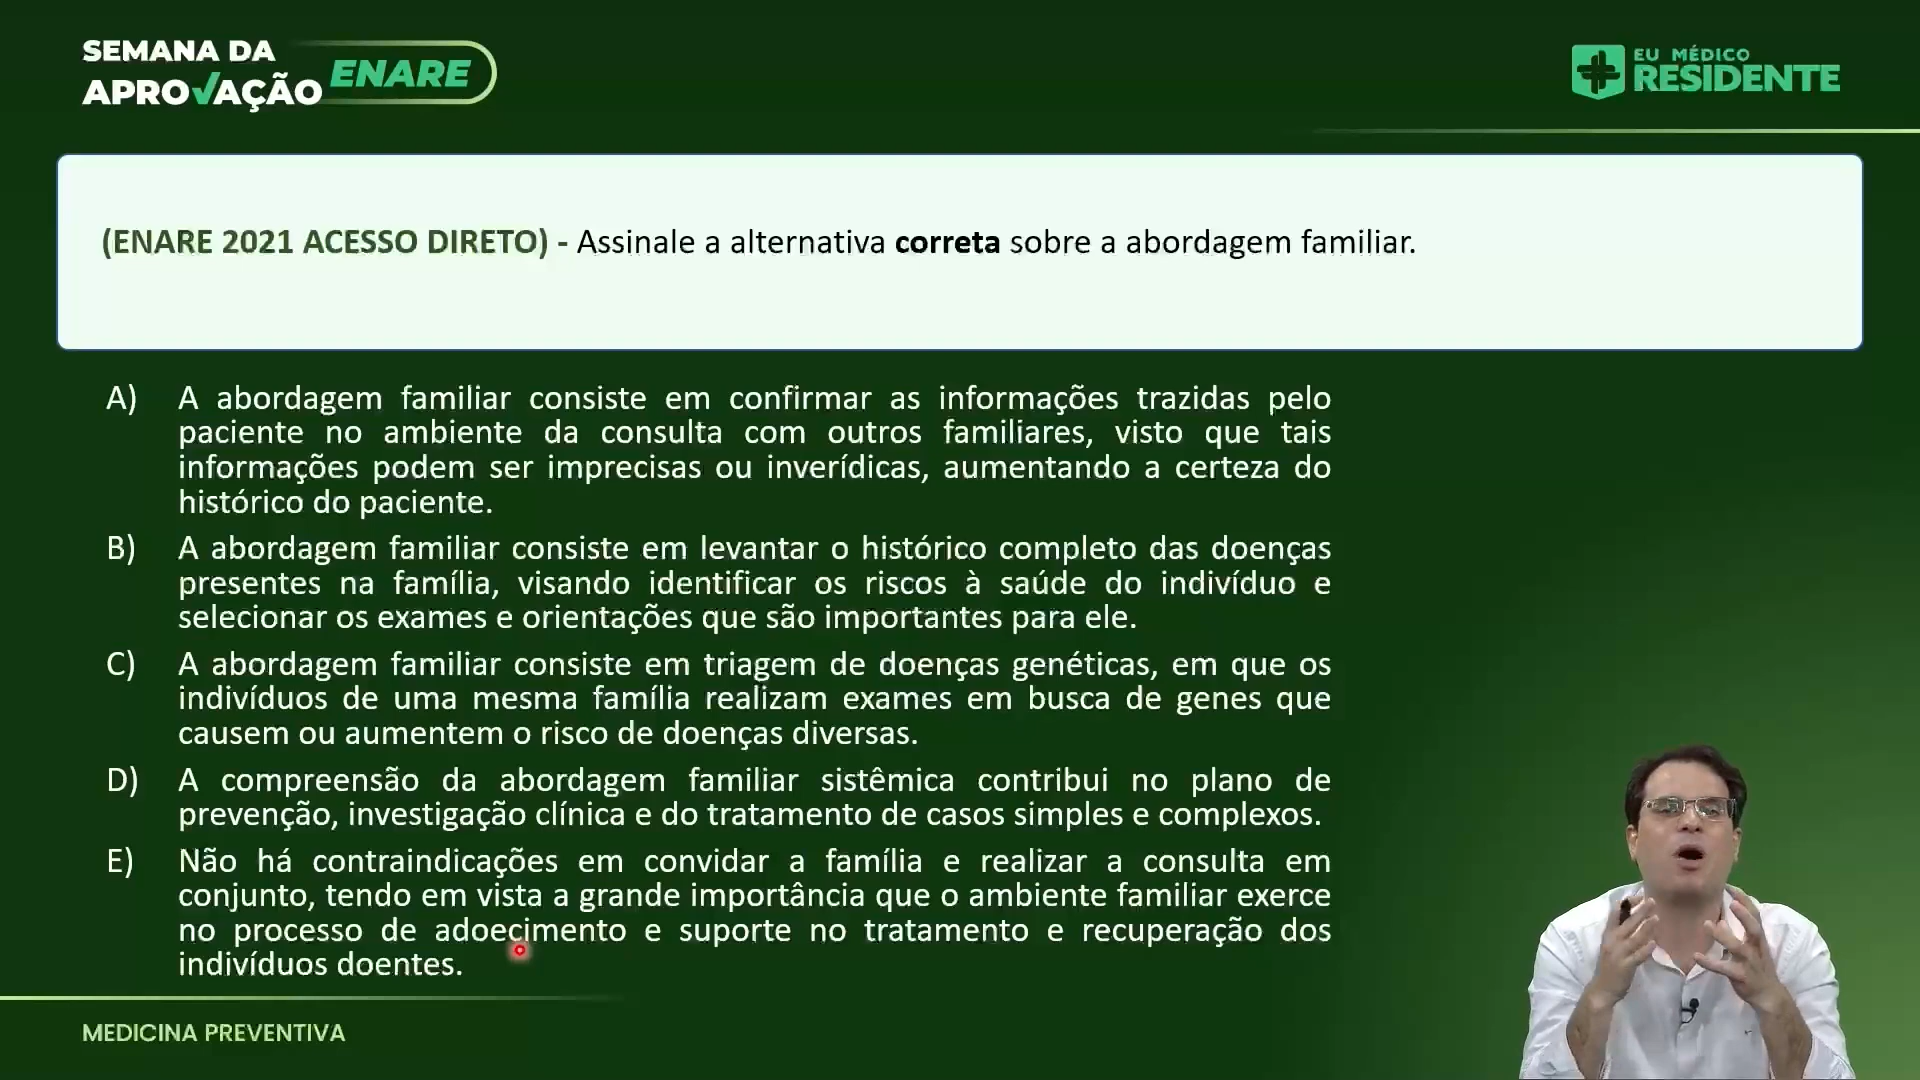 SEMANA DA
APROVAÇÃO ENARE
EU MÉDICO
RESIDENTE
(ENARE 2021 ACESSO DIRETO) - Assinale a alternativa correta sobre a abordagem familiar.
A) A abordagem familiar consiste em confirmar as informações trazidas pelo
paciente no ambiente da consulta com outros familiares, visto que tais
informações podem ser imprecisas ou inverídicas, aumentando a certeza do
histórico do paciente.
B) A abordagem familiar consiste em levantar o histórico completo das doenças
presentes na família, visando identificar os riscos à saúde do indivíduo e
selecionar os exames e orientações que são importantes para ele.
C) A abordagem familiar consiste em triagem de doenças genéticas, em que os
indivíduos de uma mesma família realizam exames em busca de genes que
causem ou aumentem o risco de doenças diversas.
D) A compreensão da abordagem familiar sistêmica contribui no plano de
prevenção, investigação clínica e do tratamento de casos simples e complexos.
E) Não há contraindicações em convidar a família e realizar a consulta em
conjunto, tendo em vista a grande importância que o ambiente familiar exerce
no processo de adoecimento e suporte no tratamento e recuperação dos
indivíduos doentes.
MEDICINA PREVENTIVA